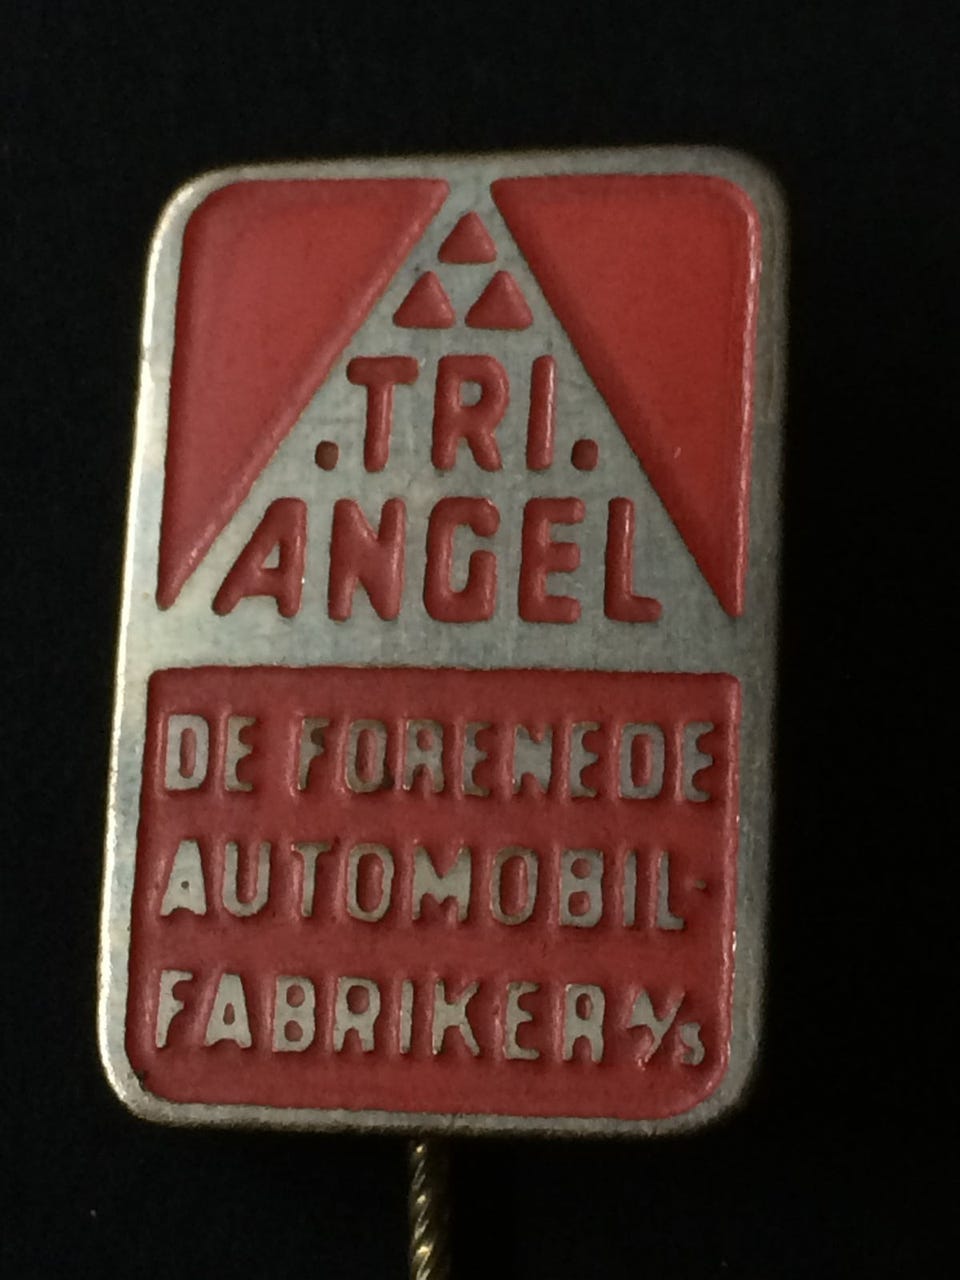 .TRI.
ANGEL
DE FORENEDE
AUTOMOBIL-
FABRIKER A/S